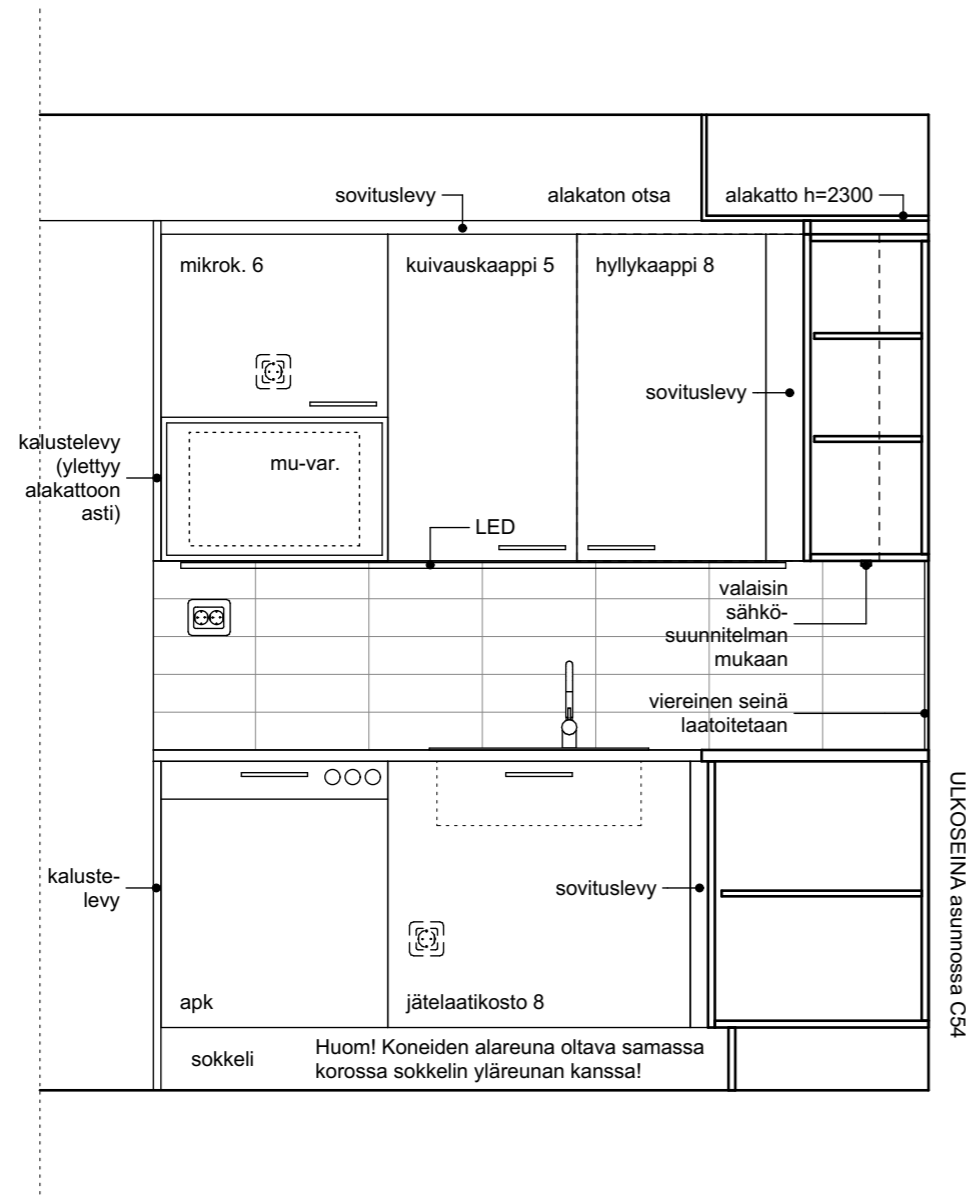 sovituslevy
alakaton otsa
alakatto h=2300
mikrok. 6
kuivauskaappi 5
hyllykaappi 8
sovituslevy
kalustelevy
(ylettyy
alakattoon
asti)
mu-var.
LED
valaisin
sähkö-
suunnitelman
mukaan
viereinen seinä
laatoitetaan
ULKOSEINA asunnossa C54
kaluste-
levy
sovituslevy
apk
jätelaatikosto 8
sokkeli
Huom! Koneiden alareuna oltava samassa
korossa sokkelin yläreunan kanssa!